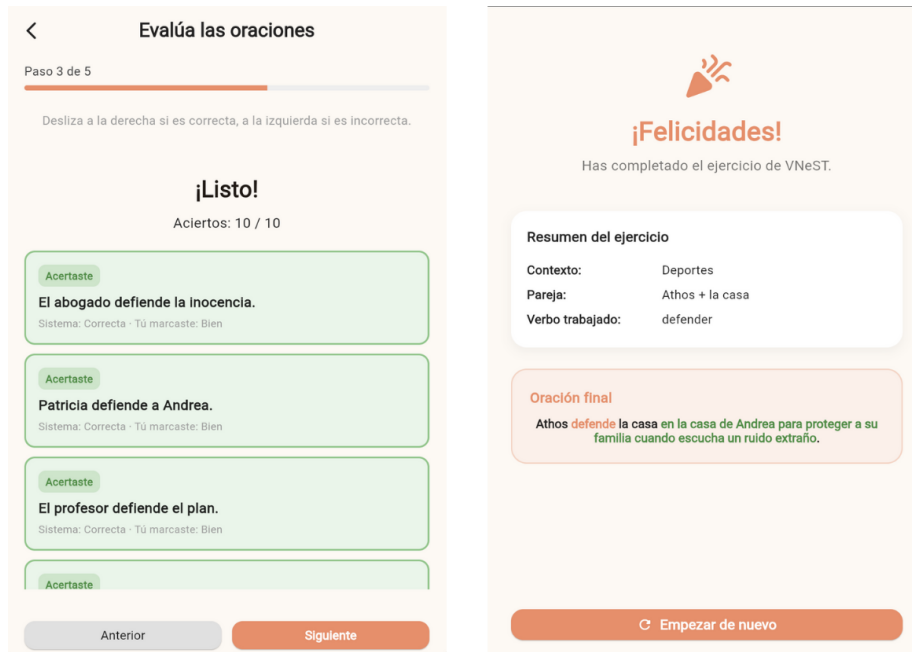 Evalúa las oraciones
Paso 3 de 5
Desliza a la derecha si es correcta, a la izquierda si es incorrecta.
¡Listo!
Aciertos: 10 / 10
Acertaste
El abogado defiende la inocencia.
Sistema: Correcta · Tú marcaste: Bien
Acertaste
Patricia defiende a Andrea.
Sistema: Correcta · Tú marcaste: Bien
Acertaste
El profesor defiende el plan.
Sistema: Correcta · Tú marcaste: Bien
Acertaste
Anterior
Siguiente
¡Felicidades!
Has completado el ejercicio de VNeST.
Resumen del ejercicio
Contexto: Deportes
Pareja: Athos + la casa
Verbo trabajado: defender
Oración final
Athos defende la casa en la casa de Andrea para proteger a su
familia cuando escucha un ruido extraño.
Empezar de nuevo